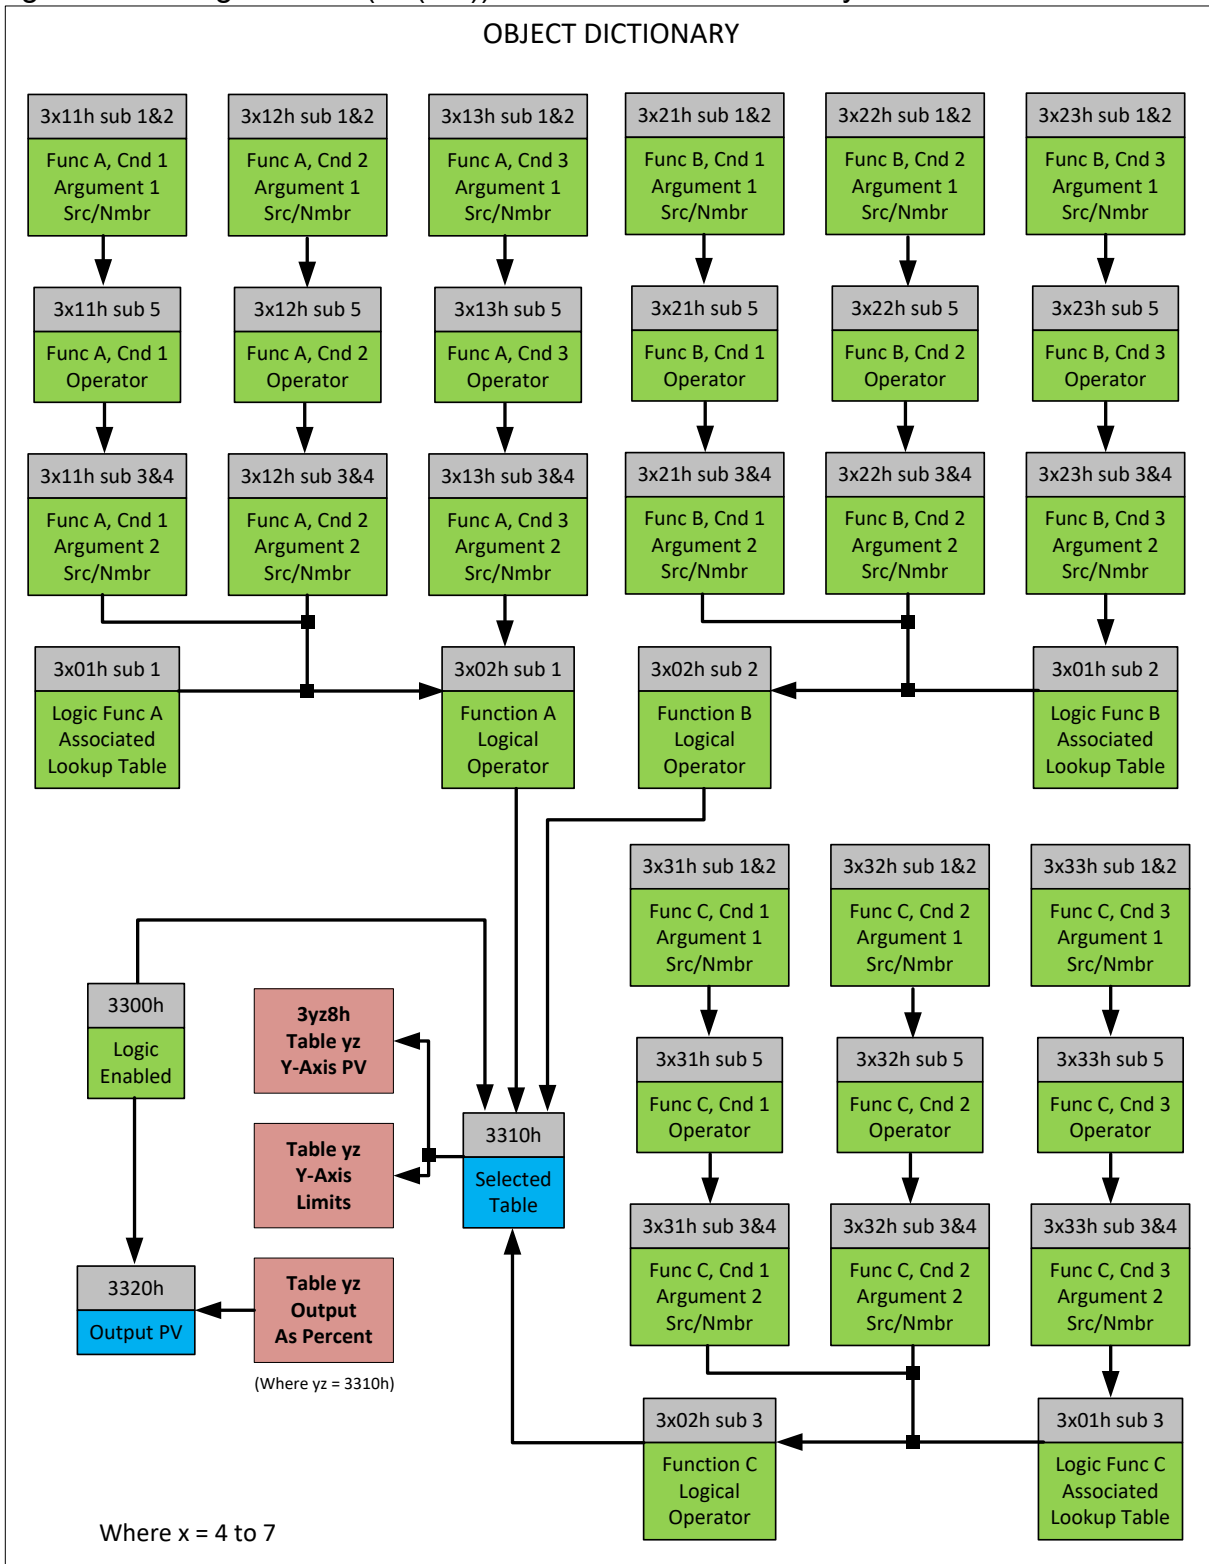 OBJECT DICTIONARY
3x11h sub 1&2
Func A, Cnd 1
Argument 1
Src/Nmbr
3x12h sub 1&2
Func A, Cnd 2
Argument 1
Src/Nmbr
3x13h sub 1&2
Func A, Cnd 3
Argument 1
Src/Nmbr
3x21h sub 1&2
Func B, Cnd 1
Argument 1
Src/Nmbr
3x22h sub 1&2
Func B, Cnd 2
Argument 1
Src/Nmbr
3x23h sub 1&2
Func B, Cnd 3
Argument 1
Src/Nmbr
3x11h sub 5
Func A, Cnd 1
Operator
3x12h sub 5
Func A, Cnd 2
Operator
3x13h sub 5
Func A, Cnd 3
Operator
3x21h sub 5
Func B, Cnd 1
Operator
3x22h sub 5
Func B, Cnd 2
Operator
3x23h sub 5
Func B, Cnd 3
Operator
3x11h sub 3&4
Func A, Cnd 1
Argument 2
Src/Nmbr
3x12h sub 3&4
Func A, Cnd 2
Argument 2
Src/Nmbr
3x13h sub 3&4
Func A, Cnd 3
Argument 2
Src/Nmbr
3x21h sub 3&4
Func B, Cnd 1
Argument 2
Src/Nmbr
3x22h sub 3&4
Func B, Cnd 2
Argument 2
Src/Nmbr
3x23h sub 3&4
Func B, Cnd 3
Argument 2
Src/Nmbr
3x01h sub 1
Logic Func A
Associated
Lookup Table
3x02h sub 1
Function A
Logical
Operator
3x02h sub 2
Function B
Logical
Operator
3x01h sub 2
Logic Func B
Associated
Lookup Table
3x31h sub 1&2
Func C, Cnd 1
Argument 1
Src/Nmbr
3x32h sub 1&2
Func C, Cnd 2
Argument 1
Src/Nmbr
3x33h sub 1&2
Func C, Cnd 3
Argument 1
Src/Nmbr
3300h
Logic
Enabled
3yz8h
Table yz
Y-Axis PV
3x31h sub 5
Func C, Cnd 1
Operator
3x32h sub 5
Func C, Cnd 2
Operator
3x33h sub 5
Func C, Cnd 3
Operator
Table yz
Y-Axis
Limits
3310h
Selected
Table
3x31h sub 3&4
Func C, Cnd 1
Argument 2
Src/Nmbr
3x32h sub 3&4
Func C, Cnd 2
Argument 2
Src/Nmbr
3x33h sub 3&4
Func C, Cnd 3
Argument 2
Src/Nmbr
3320h
Output PV
Table yz
Output
As Percent
(Where yz = 3310h)
3x02h sub 3
Function C
Logical
Operator
3x01h sub 3
Logic Func C
Associated
Lookup Table
Where x = 4 to 7